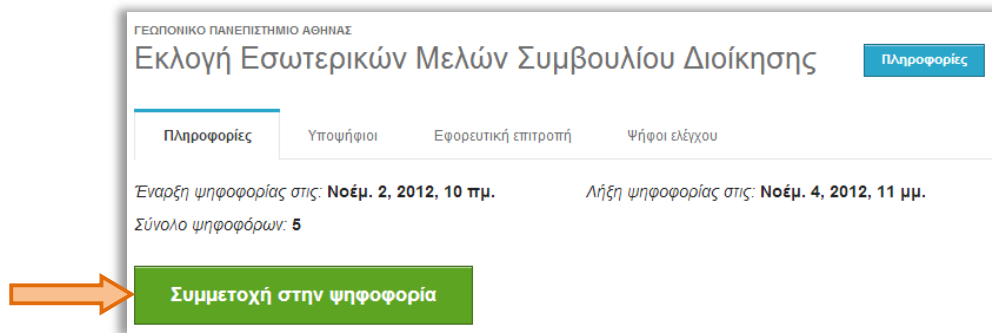 ΓΕΩΠΟΝΙΚΟ ΠΑΝΕΠΙΣΤΗΜΙΟ ΑΘΗΝΑΣ
Εκλογή Εσωτερικών Μελών Συμβουλίου Διοίκησης Πληροφορίες
Πληροφορίες Υποψήφιοι Εφορευτική επιτροπή Ψήφοι ελέγχου
Έναρξη ψηφοφορίας στις: Νοέμ. 2, 2012, 10 πμ. Λήξη ψηφοφορίας στις: Νοέμ. 4, 2012, 11 μμ.
Σύνολο ψηφοφόρων: 5
Συμμετοχή στην ψηφοφορία